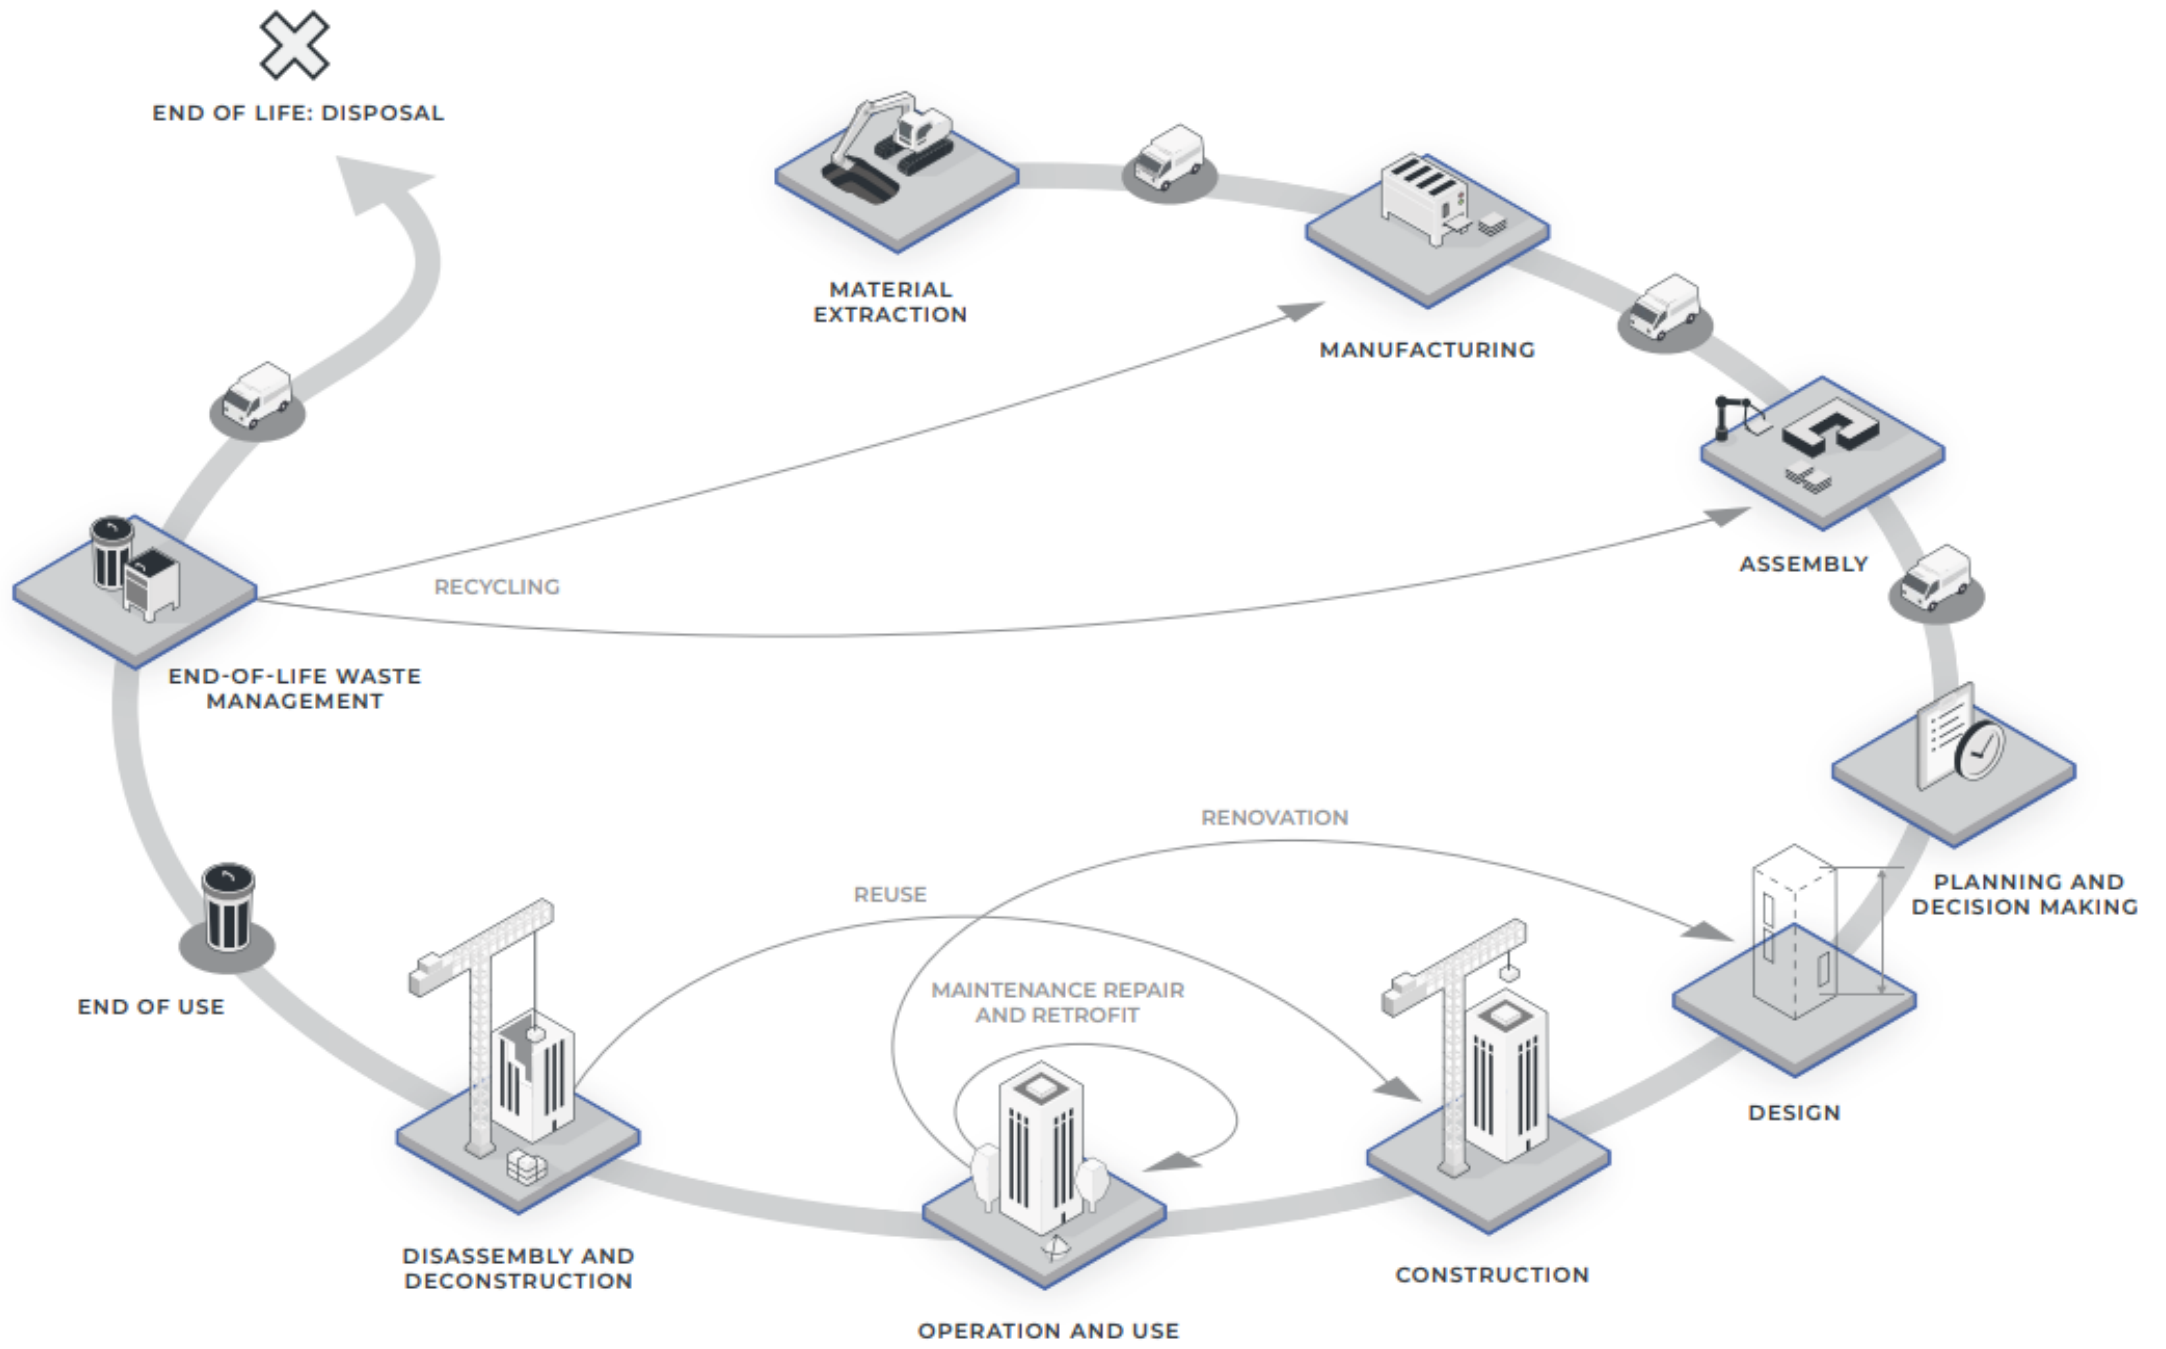 END OF LIFE: DISPOSAL
MATERIAL
EXTRACTION
MANUFACTURING
ASSEMBLY
RECYCLING
END-OF-LIFE WASTE
MANAGEMENT
PLANNING AND
DECISION MAKING
RENOVATION
REUSE
MAINTENANCE REPAIR
AND RETROFIT
END OF USE
DESIGN
DISASSEMBLY AND
DECONSTRUCTION
CONSTRUCTION
OPERATION AND USE